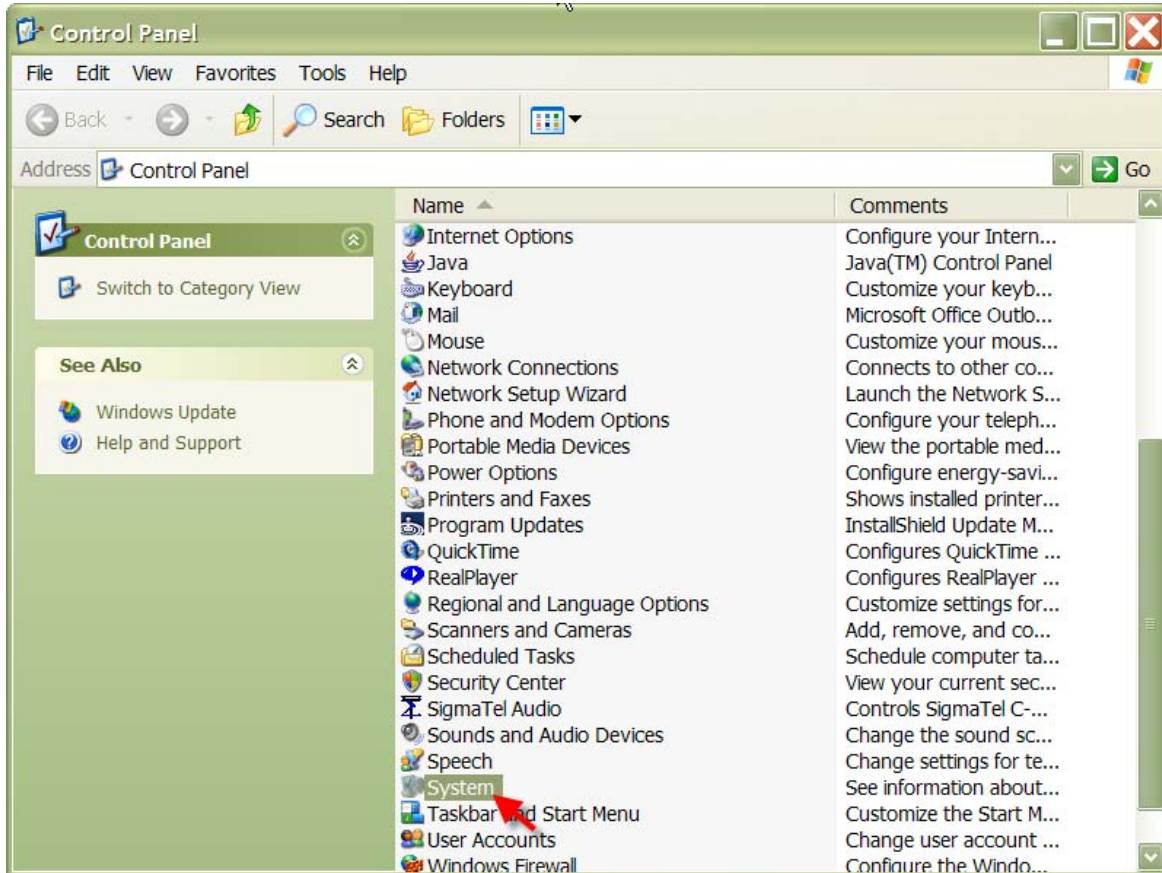 Control Panel
File Edit View Favorites Tools Help
Back Search Folders
Address Control Panel Go
Control Panel
Switch to Category View
See Also
Windows Update
Help and Support
Name Comments
Internet Options Configure your Intern...
Java Java(TM) Control Panel
Keyboard Customize your keyb...
Mail Microsoft Office Outlo...
Mouse Customize your mous...
Network Connections Connects to other co...
Network Setup Wizard Launch the Network S...
Phone and Modem Options Configure your teleph...
Portable Media Devices View the portable med...
Power Options Configure energy-savi...
Printers and Faxes Shows installed printer...
Program Updates InstallShield Update M...
QuickTime Configures QuickTime ...
RealPlayer Configures RealPlayer ...
Regional and Language Options Customize settings for...
Scanners and Cameras Add, remove, and co...
Scheduled Tasks Schedule computer ta...
Security Center View your current sec...
SigmaTel Audio Controls SigmaTel C-...
Sounds and Audio Devices Change the sound sc...
Speech Change settings for te...
System See information about...
Taskbar and Start Menu Customize the Start M...
User Accounts Change user account ...
Windows Firewall Configure the Windo...